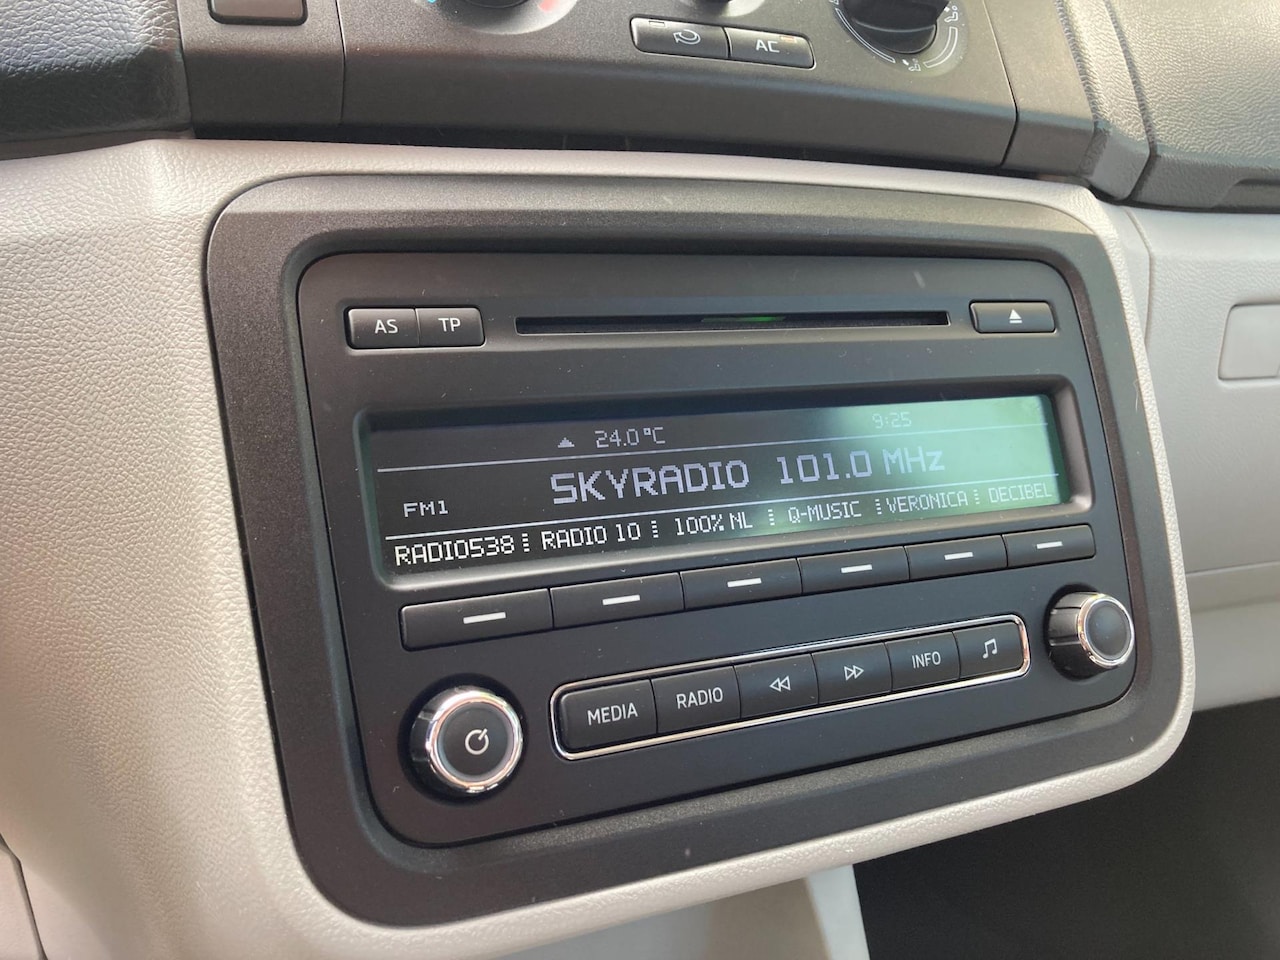 AC
AS TP
24.0°C 9:25
FM1 SKYRADIO 101.0 MHz
RADIO538 RADIO 10 100% NL Q-MUSIC VERONICA DECIBEL
MEDIA RADIO INFO